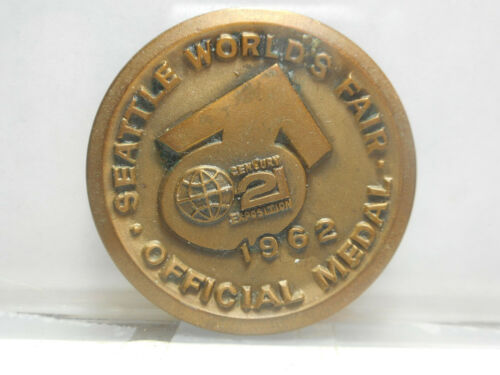 SEATTLE WORLD'S FAIR
CENTURY
21
EXPOSITION
1962
OFFICIAL MEDAL